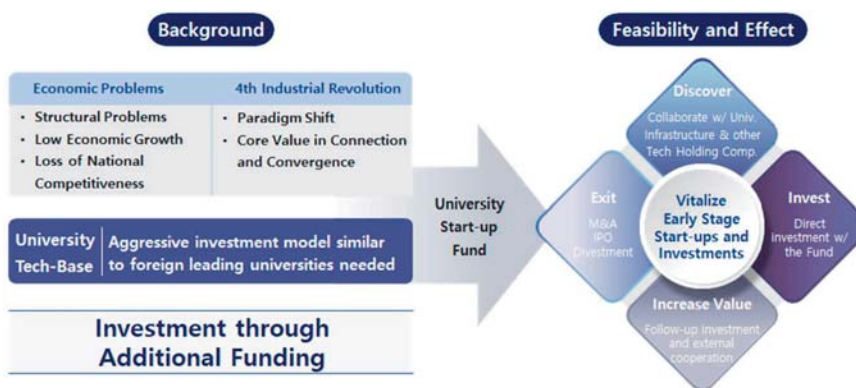 Background
Economic Problems
• Structural Problems
• Low Economic Growth
• Loss of National
Competitiveness
4th Industrial Revolution
• Paradigm Shift
• Core Value in Connection
and Convergence
University
Tech-Base
Aggressive investment model similar
to foreign leading universities needed
Investment through
Additional Funding
University
Start-up
Fund
Feasibility and Effect
Discover
Collaborate w/ Univ.
Infrastructure & other
Tech Holding Comp.
Exit
M&A
IPO
Divestment
Vitalize
Early Stage
Start-ups and
Investments
Invest
Direct
investment w/
the Fund
Increase Value
Follow-up investment
and external
cooperation